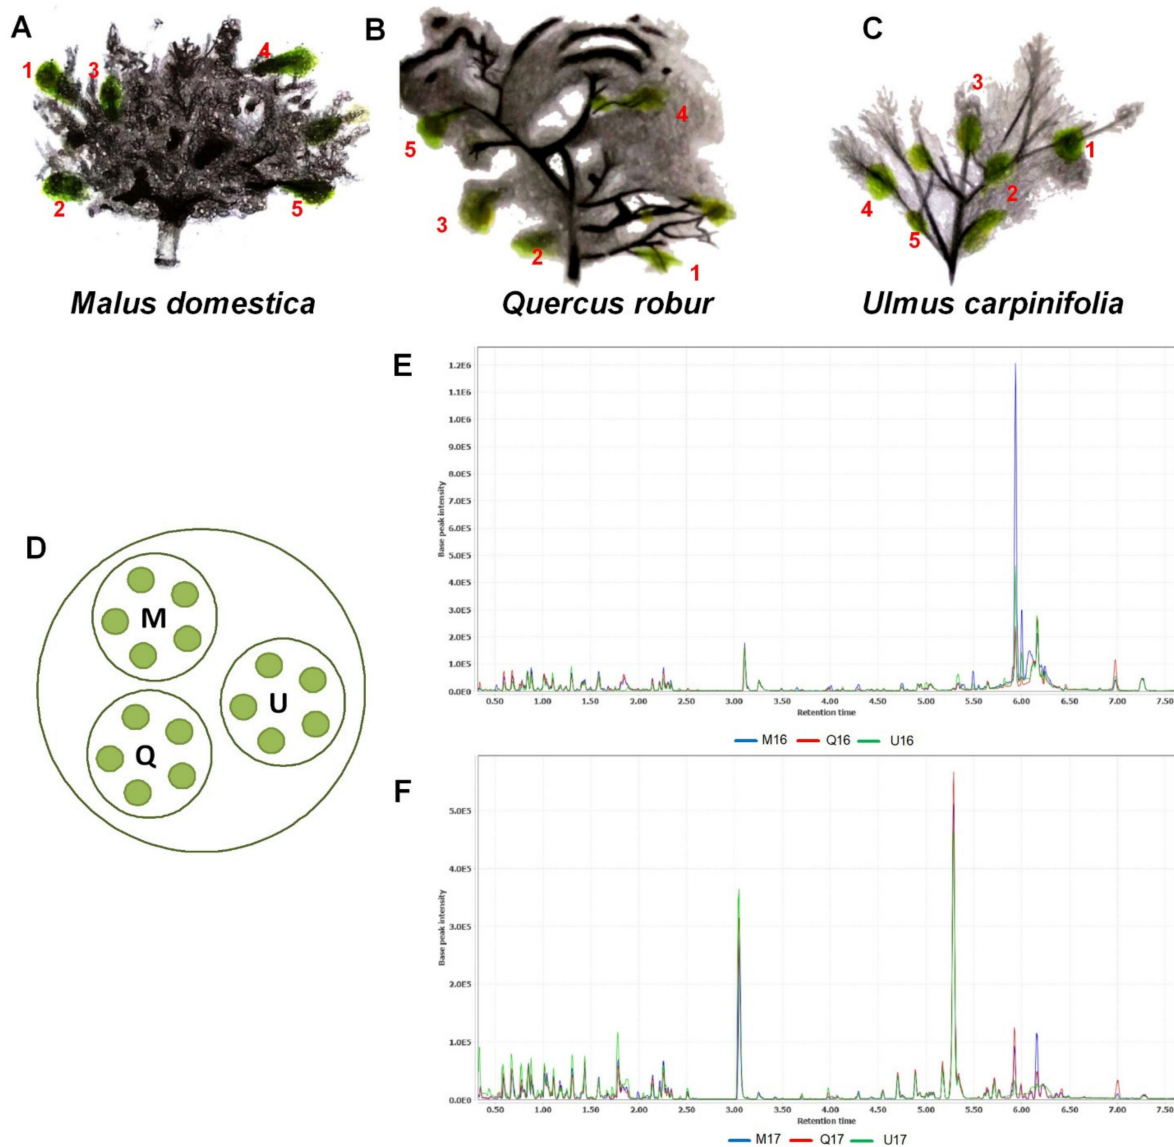 A
1
3
4
2
5
Malus domestica
B
4
5
3
2
1
Quercus robur
C
3
1
2
4
5
Ulmus carpinifolia
D
M
U
Q
E
Base peak intensity
1.2E6
1.1E6
1.0E6
9.0E5
8.0E5
7.0E5
6.0E5
5.0E5
4.0E5
3.0E5
2.0E5
1.0E5
0.0E0
0.50 1.00 1.50 2.00 2.50 3.00 3.50 4.00 4.50 5.00 5.50 6.00 6.50 7.00 7.50
Retention time
M16 Q16 U16
F
Base peak intensity
5.0E5
4.0E5
3.0E5
2.0E5
1.0E5
0.0E0
0.50 1.00 1.50 2.00 2.50 3.00 3.50 4.00 4.50 5.00 5.50 6.00 6.50 7.00 7.50
Retention time
M17 Q17 U17